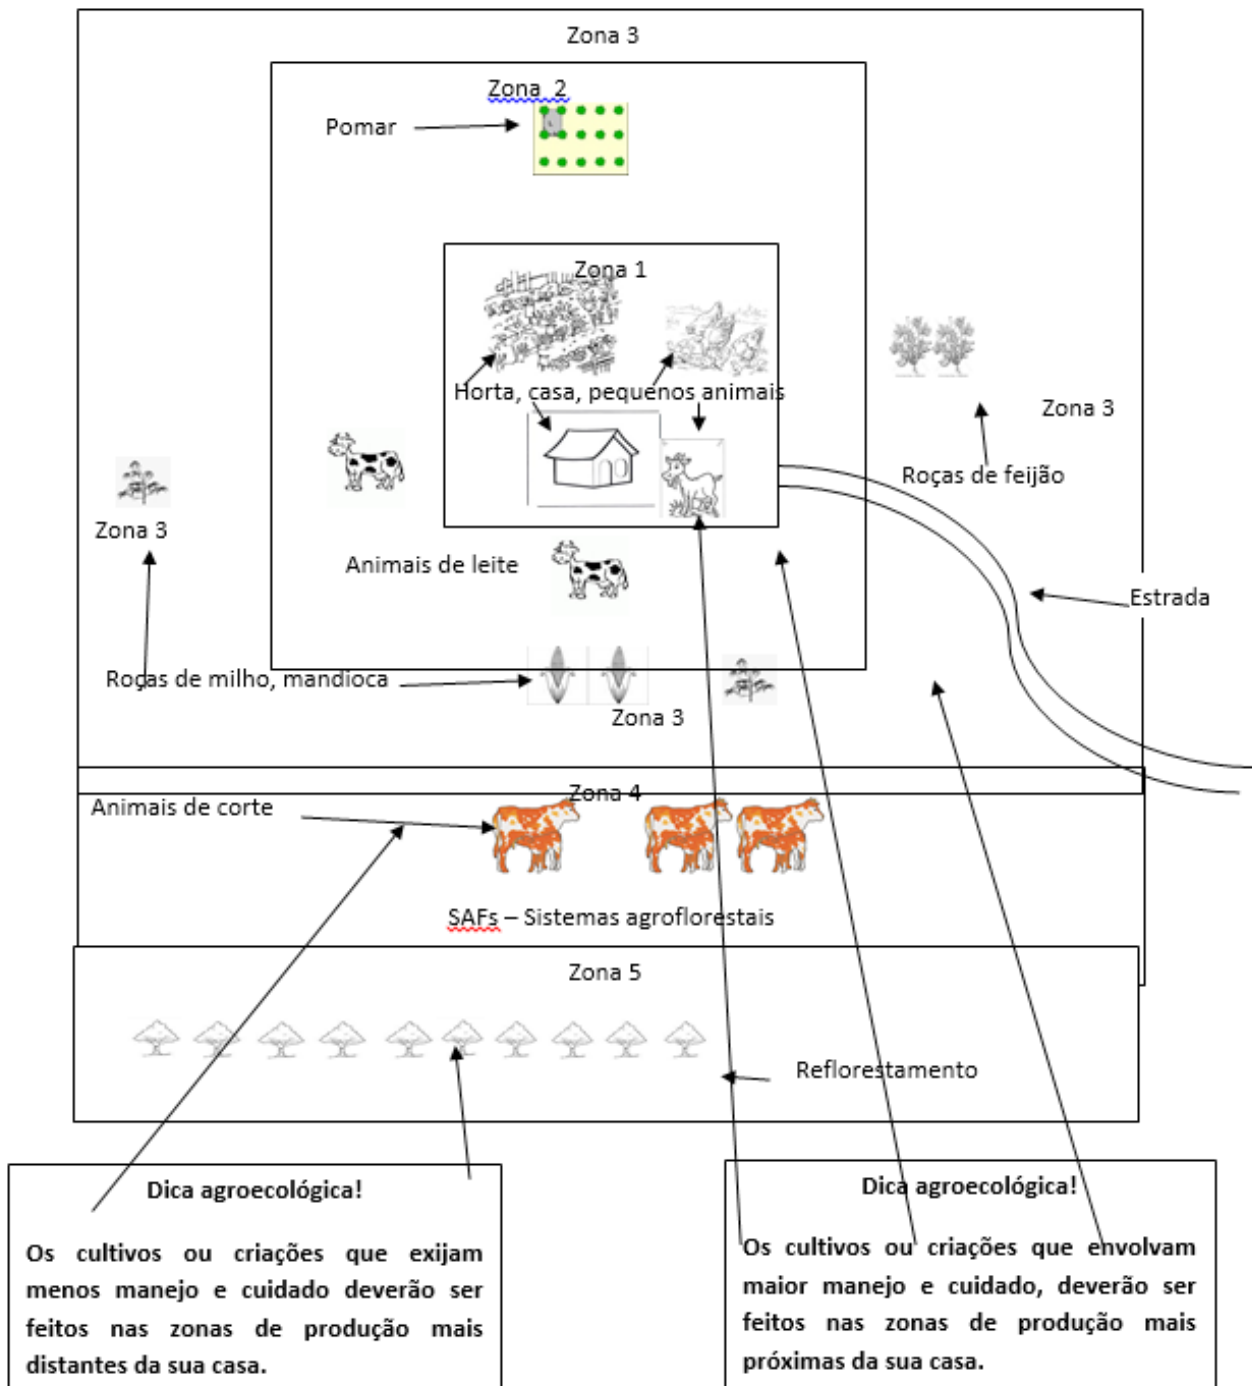 Zona 3
Zona 2
Pomar
Zona 1
Horta, casa, pequenos animais
Zona 3
Roças de feijão
Zona 3
Animais de leite
Estrada
Roças de milho, mandioca
Zona 3
Zona 4
Animais de corte
SAFs – Sistemas agroflorestais
Zona 5
Reflorestamento
Dica agroecológica!
Os cultivos ou criações que exijam
menos manejo e cuidado deverão ser
feitos nas zonas de produção mais
distantes da sua casa.
Dica agroecológica!
Os cultivos ou criações que envolvam
maior manejo e cuidado, deverão ser
feitos nas zonas de produção mais
próximas da sua casa.